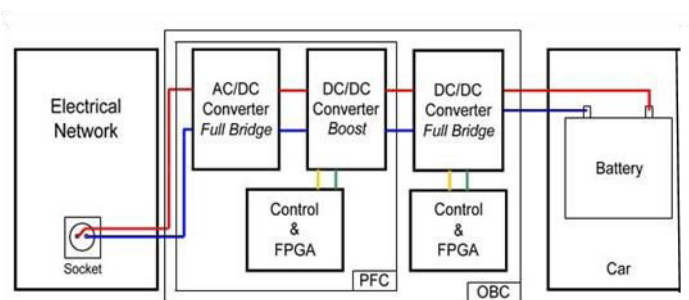 Electrical
Network
Socket
AC/DC
Converter
Full Bridge
DC/DC
Converter
Boost
Control
&
FPGA
PFC
DC/DC
Converter
Full Bridge
Control
&
FPGA
OBC
Battery
Car